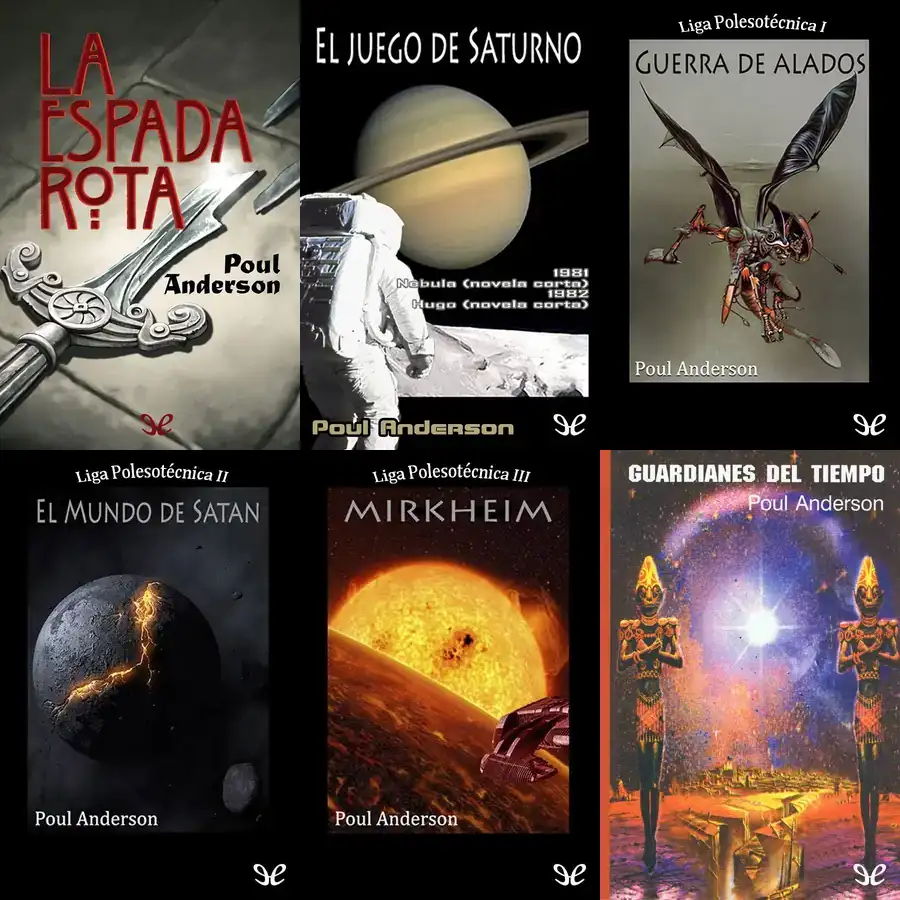 LA
ESPADA
ROTA
Poul
Anderson
EL JUEGO DE SATURNO
1981
Nebula (novela corta)
1982
Hugo (novela corta)
Poul Anderson
Liga Polesotécnica I
GUERRA DE ALADOS
Poul Anderson
Liga Polesotécnica II
EL MUNDO DE SATAN
Poul Anderson
Liga Polesotécnica III
MIRKHEIM
Poul Anderson
GUARDIANES DEL TIEMPO
Poul Anderson